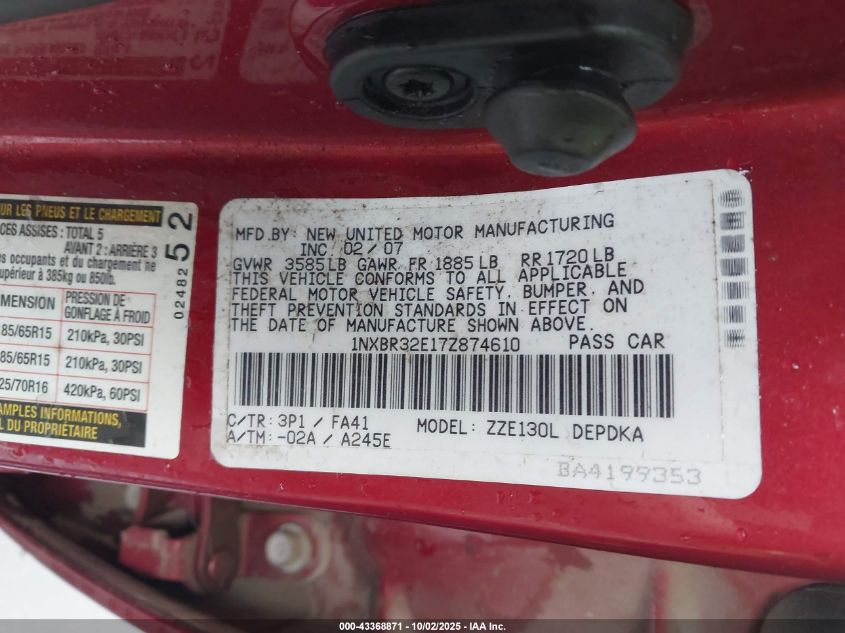 UR LES PNEUS ET LE CHARGEMENT
CES ASSISES : TOTAL 5
AVANT 2 : ARRIÈRE 3
occupants et du chargement ne
upérieur à 385kg ou 850lb.
MENSION PRESSION DE GONFLAGE À FROID
85/65R15 210kPa, 30PSI
85/65R15 210kPa, 30PSI
25/70R16 420kPa, 60PSI
AMPLES INFORMATIONS,
L DU PROPRIÉTAIRE
02482 52
MFD.BY: NEW UNITED MOTOR MANUFACTURING
INC. 02/07
GVWR 3585LB GAWR FR 1885LB RR 1720LB
THIS VEHICLE CONFORMS TO ALL APPLICABLE
FEDERAL MOTOR VEHICLE SAFETY, BUMPER, AND
THEFT PREVENTION STANDARDS IN EFFECT ON
THE DATE OF MANUFACTURE SHOWN ABOVE.
1NXBR32E17Z874610 PASS CAR
C/TR: 3P1 / FA41 MODEL: ZZE130L DEPDKA
A/TM: -02A / A245E
BA4199353
000-43368871 - 10/02/2025 - IAA Inc.